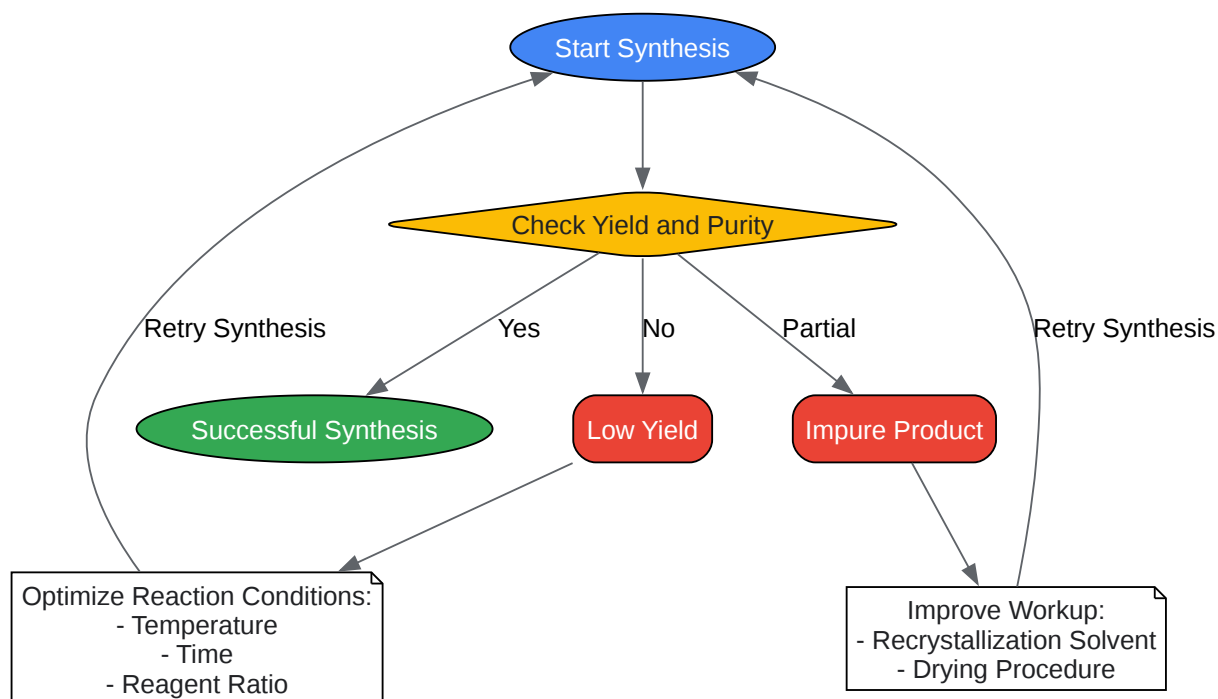 Start Synthesis
Check Yield and Purity
Retry Synthesis
Yes
No
Partial
Retry Synthesis
Successful Synthesis
Low Yield
Impure Product
Optimize Reaction Conditions:
- Temperature
- Time
- Reagent Ratio
Improve Workup:
- Recrystallization Solvent
- Drying Procedure